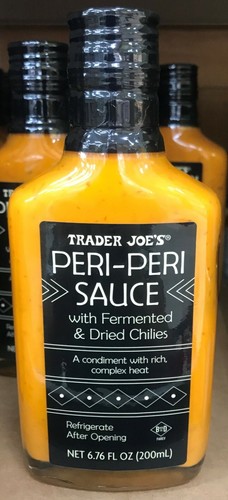 TRADER JOE'S®
PERI-PERI
SAUCE
with Fermented
& Dried Chilies
A condiment with rich,
complex heat
Refrigerate
After Opening
NET 6.76 FL OZ (200mL)